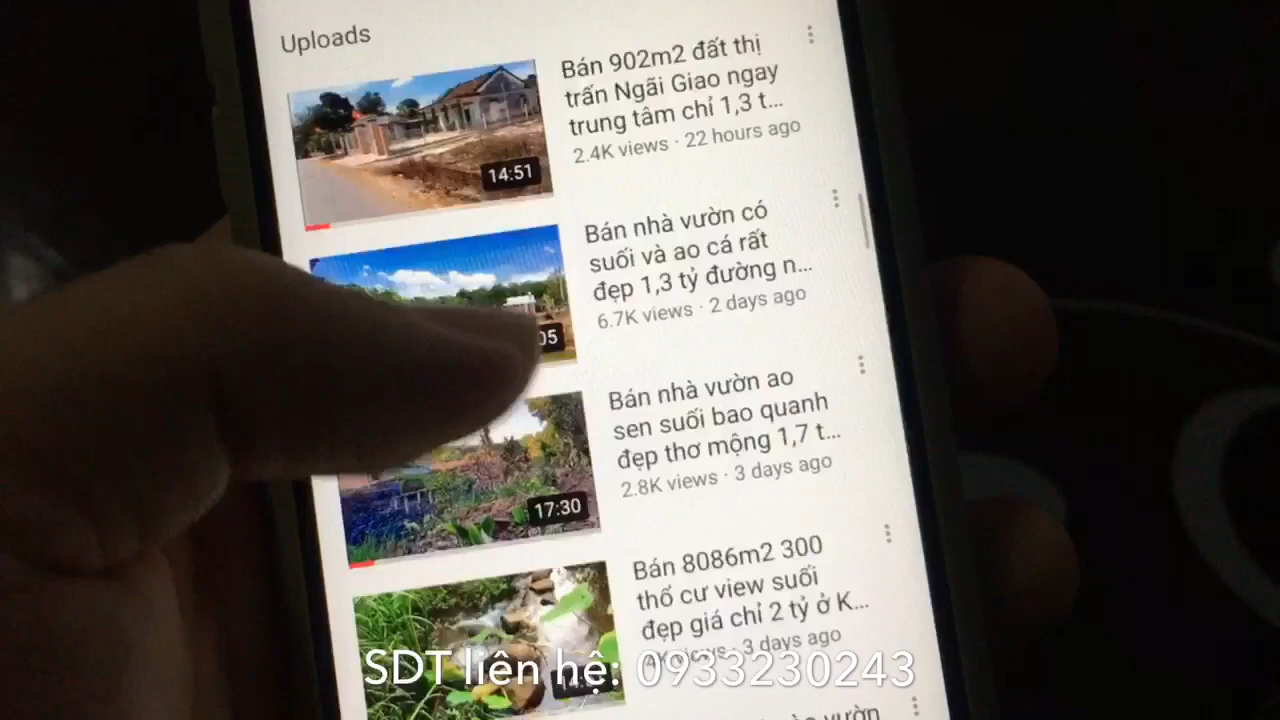 Uploads
Bán 902m2 đất thị
trấn Ngãi Giao ngay
trung tâm chỉ 1,3 t...
2.4K views · 22 hours ago
14:51
Bán nhà vườn có
suối và ao cá rất
đẹp 1,3 tỷ đường n...
6.7K views · 2 days ago
05
Bán nhà vườn ao
sen suối bao quanh
đẹp thơ mộng 1,7 t...
2.8K views · 3 days ago
17:30
Bán 8086m2 300
thổ cư view suối
đẹp giá chỉ 2 tỷ ở K...
4K views · 3 days ago
SDT liên hệ: 0933230243
vườn